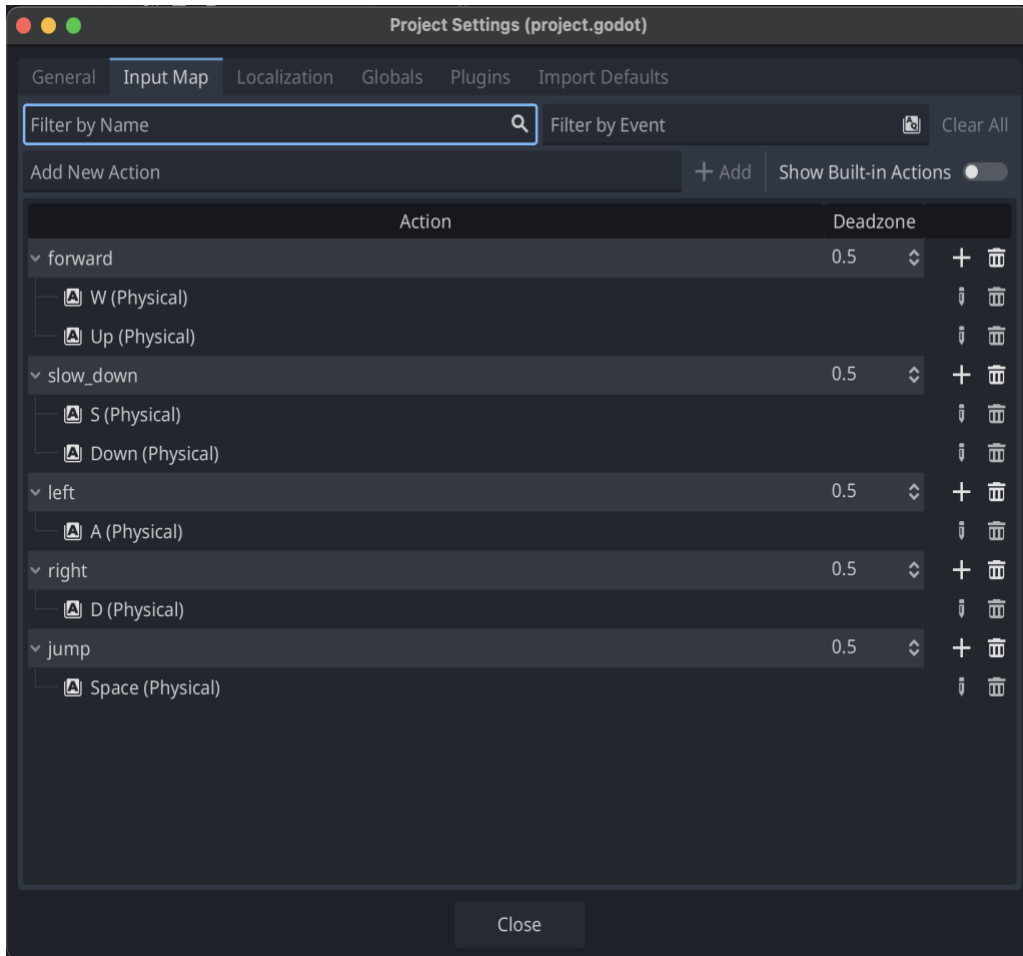 Project Settings (project.godot)
General Input Map Localization Globals Plugins Import Defaults
Filter by Name Filter by Event Clear All
Add New Action + Add Show Built-in Actions
Action Deadzone
forward 0.5
W (Physical)
Up (Physical)
slow_down 0.5
S (Physical)
Down (Physical)
left 0.5
A (Physical)
right 0.5
D (Physical)
jump 0.5
Space (Physical)
Close